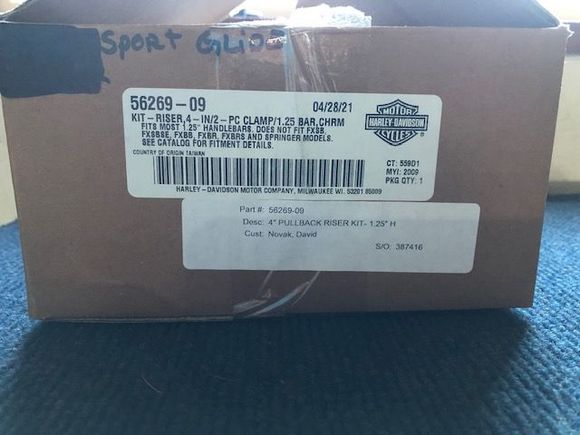 SPORT GLIDE
56269-09
04/28/21
KIT-RISER,4-IN/2-PC CLAMP/1.25 BAR,CHRM
FITS MOST 1.25" HANDLEBARS. DOES NOT FIT FXSB,
FXSBSE, FXBB, FXBR, FXBRS AND SPRINGER MODELS.
SEE CATALOG FOR FITMENT DETAILS.
COUNTRY OF ORIGIN TAIWAN
MOTOR
HARLEY-DAVIDSON
CYCLES
CT: 559D1
MYI: 2009
PKG QTY: 1
HARLEY-DAVIDSON MOTOR COMPANY, MILWAUKEE WI. 53201 85009
Part #: 56269-09
Desc: 4" PULLBACK RISER KIT- 1.25" H
Cust: Novak, David
S/O: 387416